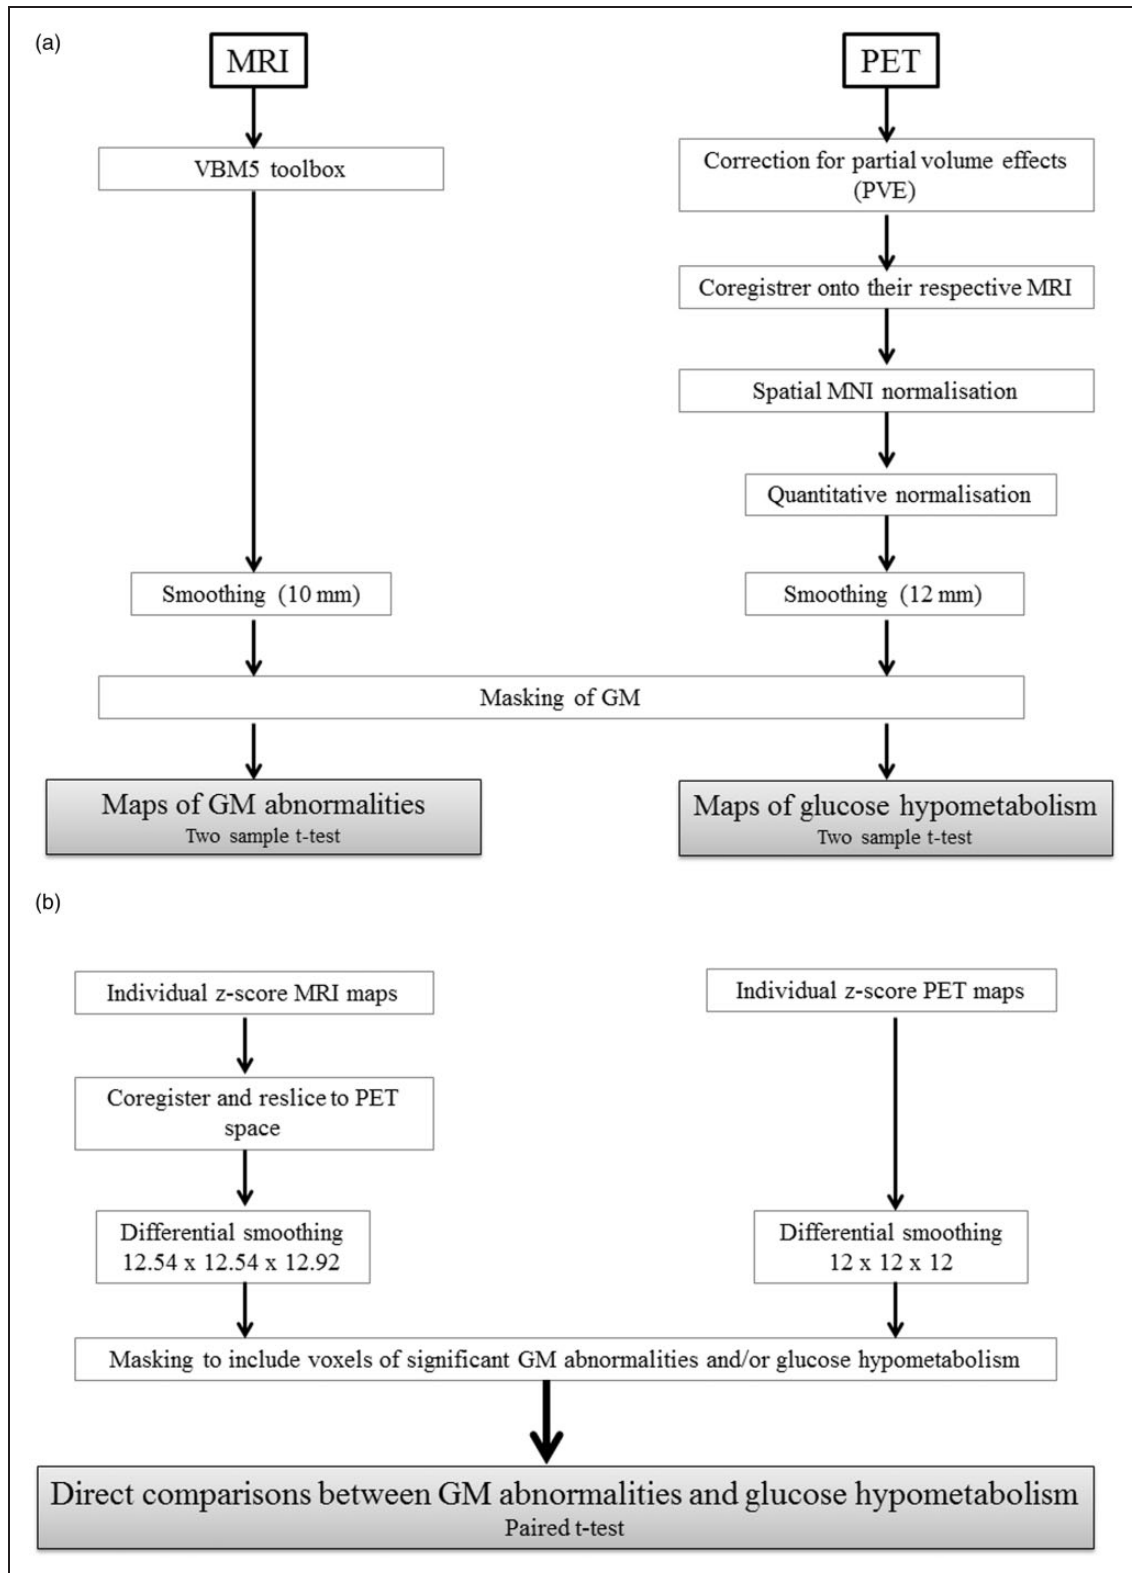 (a)
MRI
PET
VBM5 toolbox
Correction for partial volume effects
(PVE)
Coregistrer onto their respective MRI
Spatial MNI normalisation
Quantitative normalisation
Smoothing (10 mm)
Smoothing (12 mm)
Masking of GM
Maps of GM abnormalities
Two sample t-test
Maps of glucose hypometabolism
Two sample t-test
(b)
Individual z-score MRI maps
Individual z-score PET maps
Coregister and reslice to PET
space
Differential smoothing
12.54 x 12.54 x 12.92
Differential smoothing
12 x 12 x 12
Masking to include voxels of significant GM abnormalities and/or glucose hypometabolism
Direct comparisons between GM abnormalities and glucose hypometabolism
Paired t-test